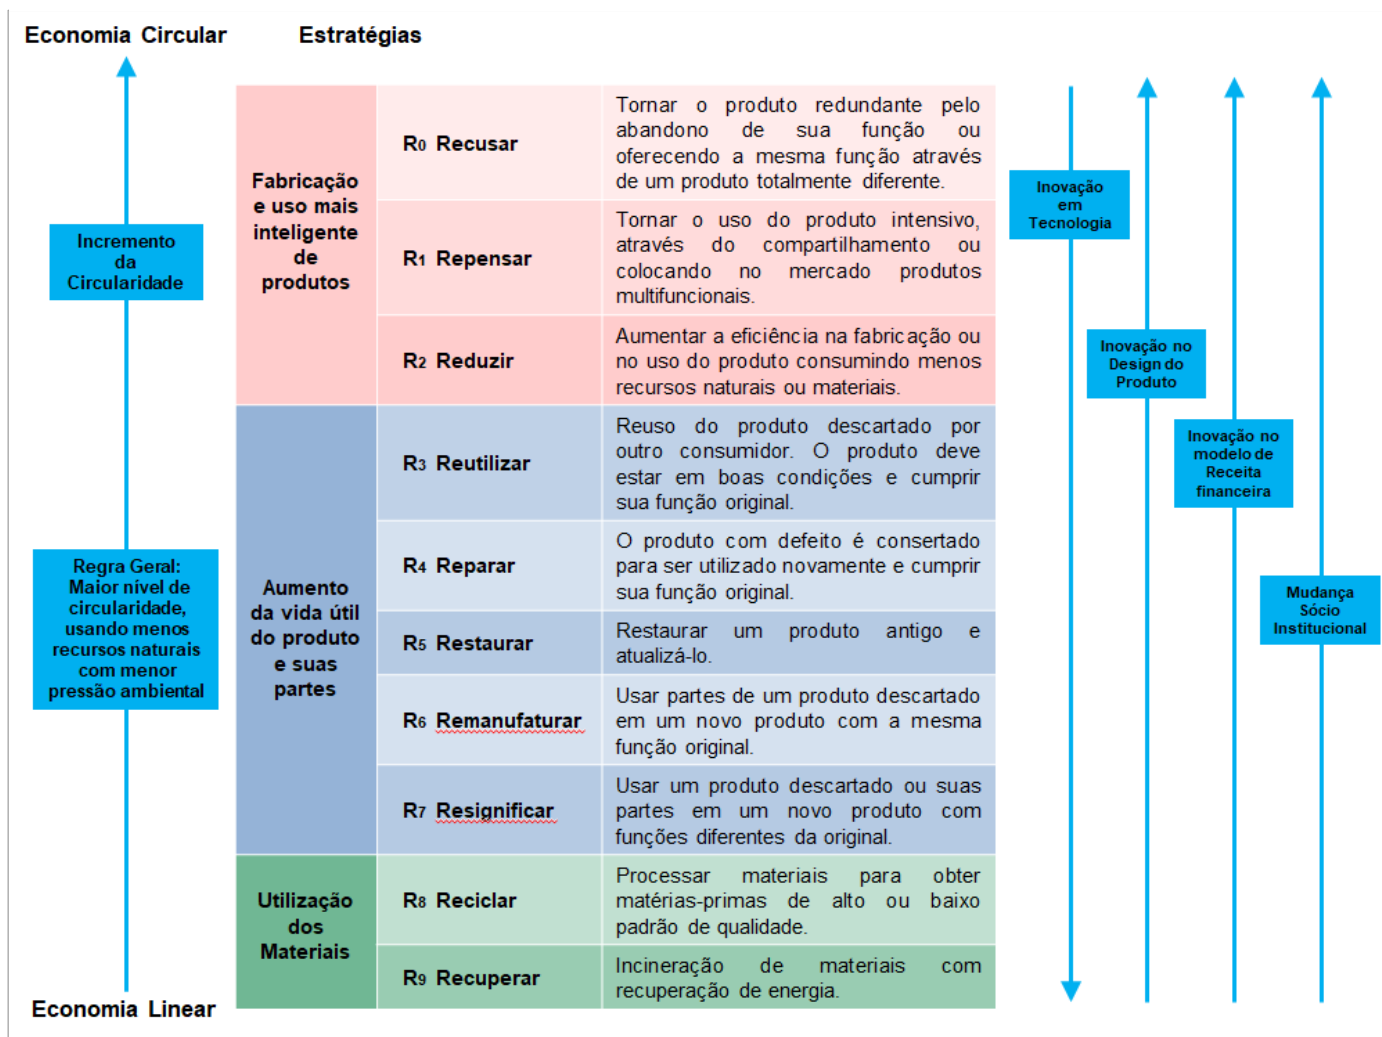 Economia Circular
Estratégias
Incremento
da
Circularidade
Regra Geral:
Maior nível de
circularidade,
usando menos
recursos naturais
com menor
pressão ambiental
Economia Linear
Fabricação
e uso mais
inteligente
de
produtos
R0 Recusar
Tornar o produto redundante pelo
abandono de sua função ou
oferecendo a mesma função através
de um produto totalmente diferente.
R1 Repensar
Tornar o uso do produto intensivo,
através do compartilhamento ou
colocando no mercado produtos
multifuncionais.
R2 Reduzir
Aumentar a eficiência na fabricação ou
no uso do produto consumindo menos
recursos naturais ou materiais.
Aumento
da vida útil
do produto
e suas
partes
R3 Reutilizar
Reuso do produto descartado por
outro consumidor. O produto deve
estar em boas condições e cumprir
sua função original.
R4 Reparar
O produto com defeito é consertado
para ser utilizado novamente e cumprir
sua função original.
R5 Restaurar
Restaurar um produto antigo e
atualizá-lo.
R6 Remanufaturar
Usar partes de um produto descartado
em um novo produto com a mesma
função original.
R7 Resignificar
Usar um produto descartado ou suas
partes em um novo produto com
funções diferentes da original.
Utilização
dos
Materiais
R8 Reciclar
Processar materiais para obter
matérias-primas de alto ou baixo
padrão de qualidade.
R9 Recuperar
Incineração de materiais com
recuperação de energia.
Inovação
em
Tecnologia
Inovação no
Design do
Produto
Inovação no
modelo de
Receita
financeira
Mudança
Sócio
Institucional